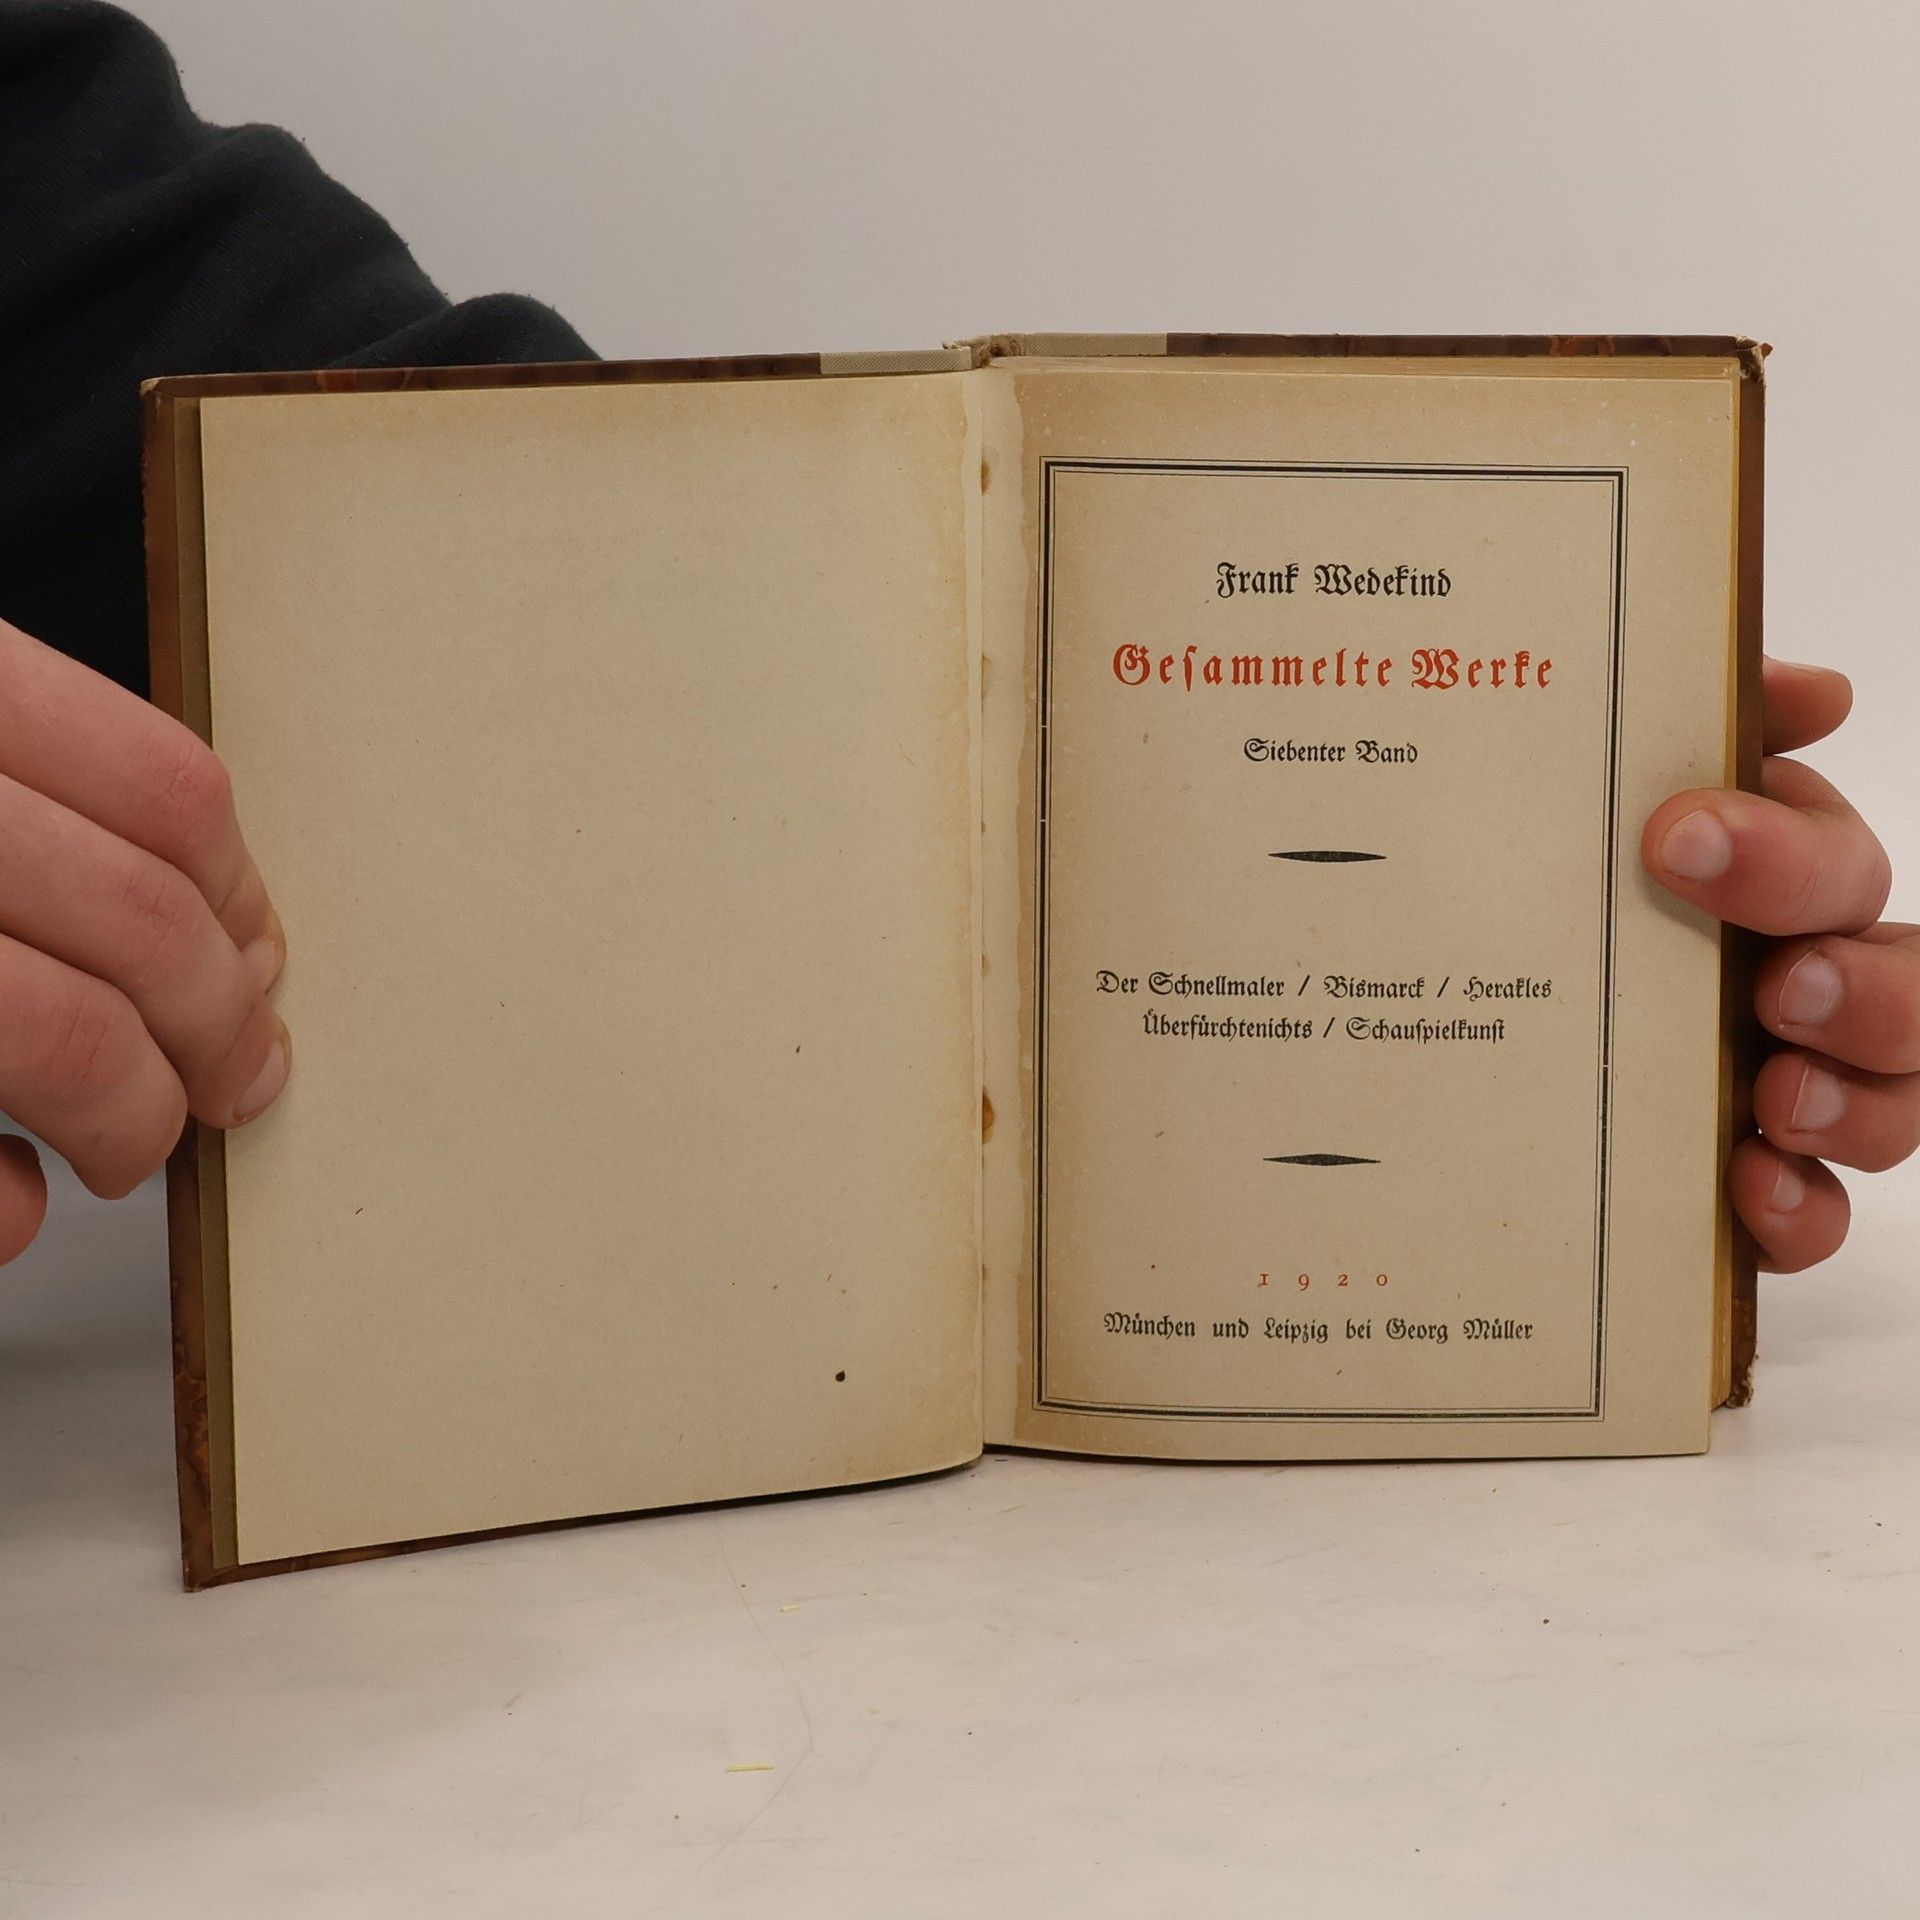 Frank Wedekind
Geſammelte Werke
Siebenter Band
Der Schnellmaler / Bismarck / Herakles
Überfürchtenichts / Schauſpielkunſt
1920
München und Leipzig bei Georg Müller